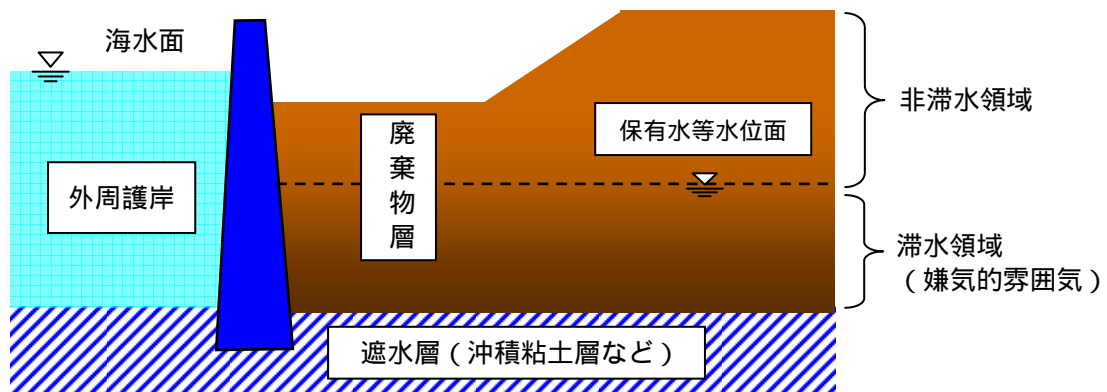 海水面
非滞水領域
保有水等水位面
廃棄物層
外周護岸
滞水領域
（嫌気的雰囲気）
遮水層（沖積粘土層など）